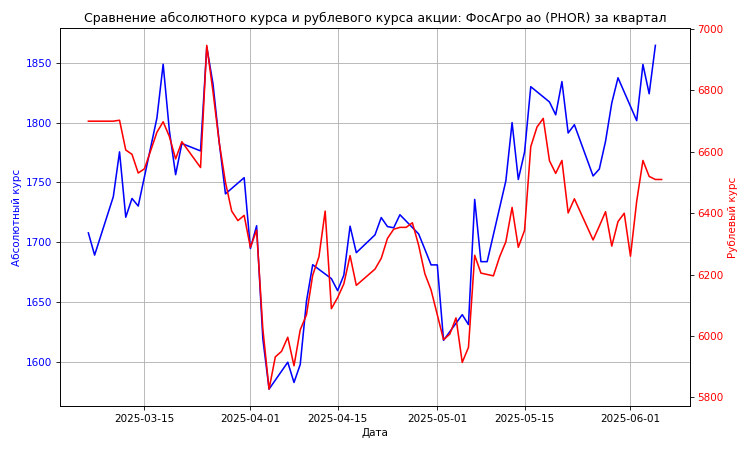 Сравнение абсолютного курса и рублевого курса акции: ФосАгро ао (PHOR) за квартал
7000
1850
6800
1800
6600
1750
6400
Абсолютный курс
Рублевый курс
1700
6200
1650
6000
1600
5800
2025-03-15 2025-04-01 2025-04-15 2025-05-01 2025-05-15 2025-06-01
Дата